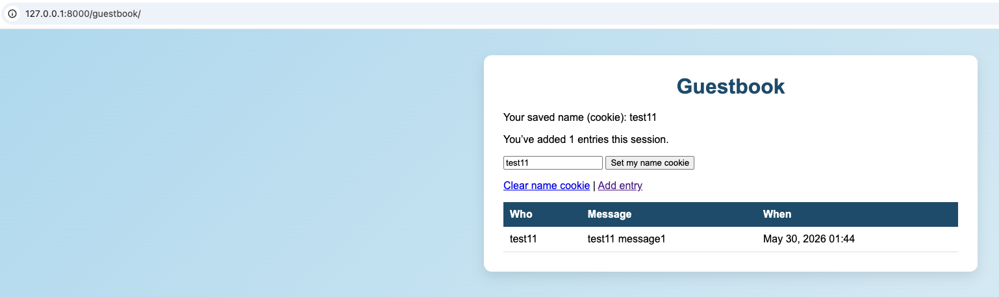 127.0.0.1:8000/guestbook/
Guestbook
Your saved name (cookie): test11
You’ve added 1 entries this session.
test11 Set my name cookie
Clear name cookie | Add entry
Who Message When
test11 test11 message1 May 30, 2026 01:44